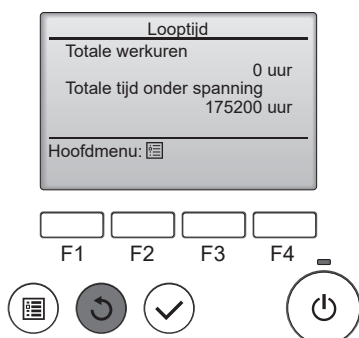 Looptijd
Totale werkuren
0 uur
Totale tijd onder spanning
175200 uur
Hoofdmenu:
F1 F2 F3 F4